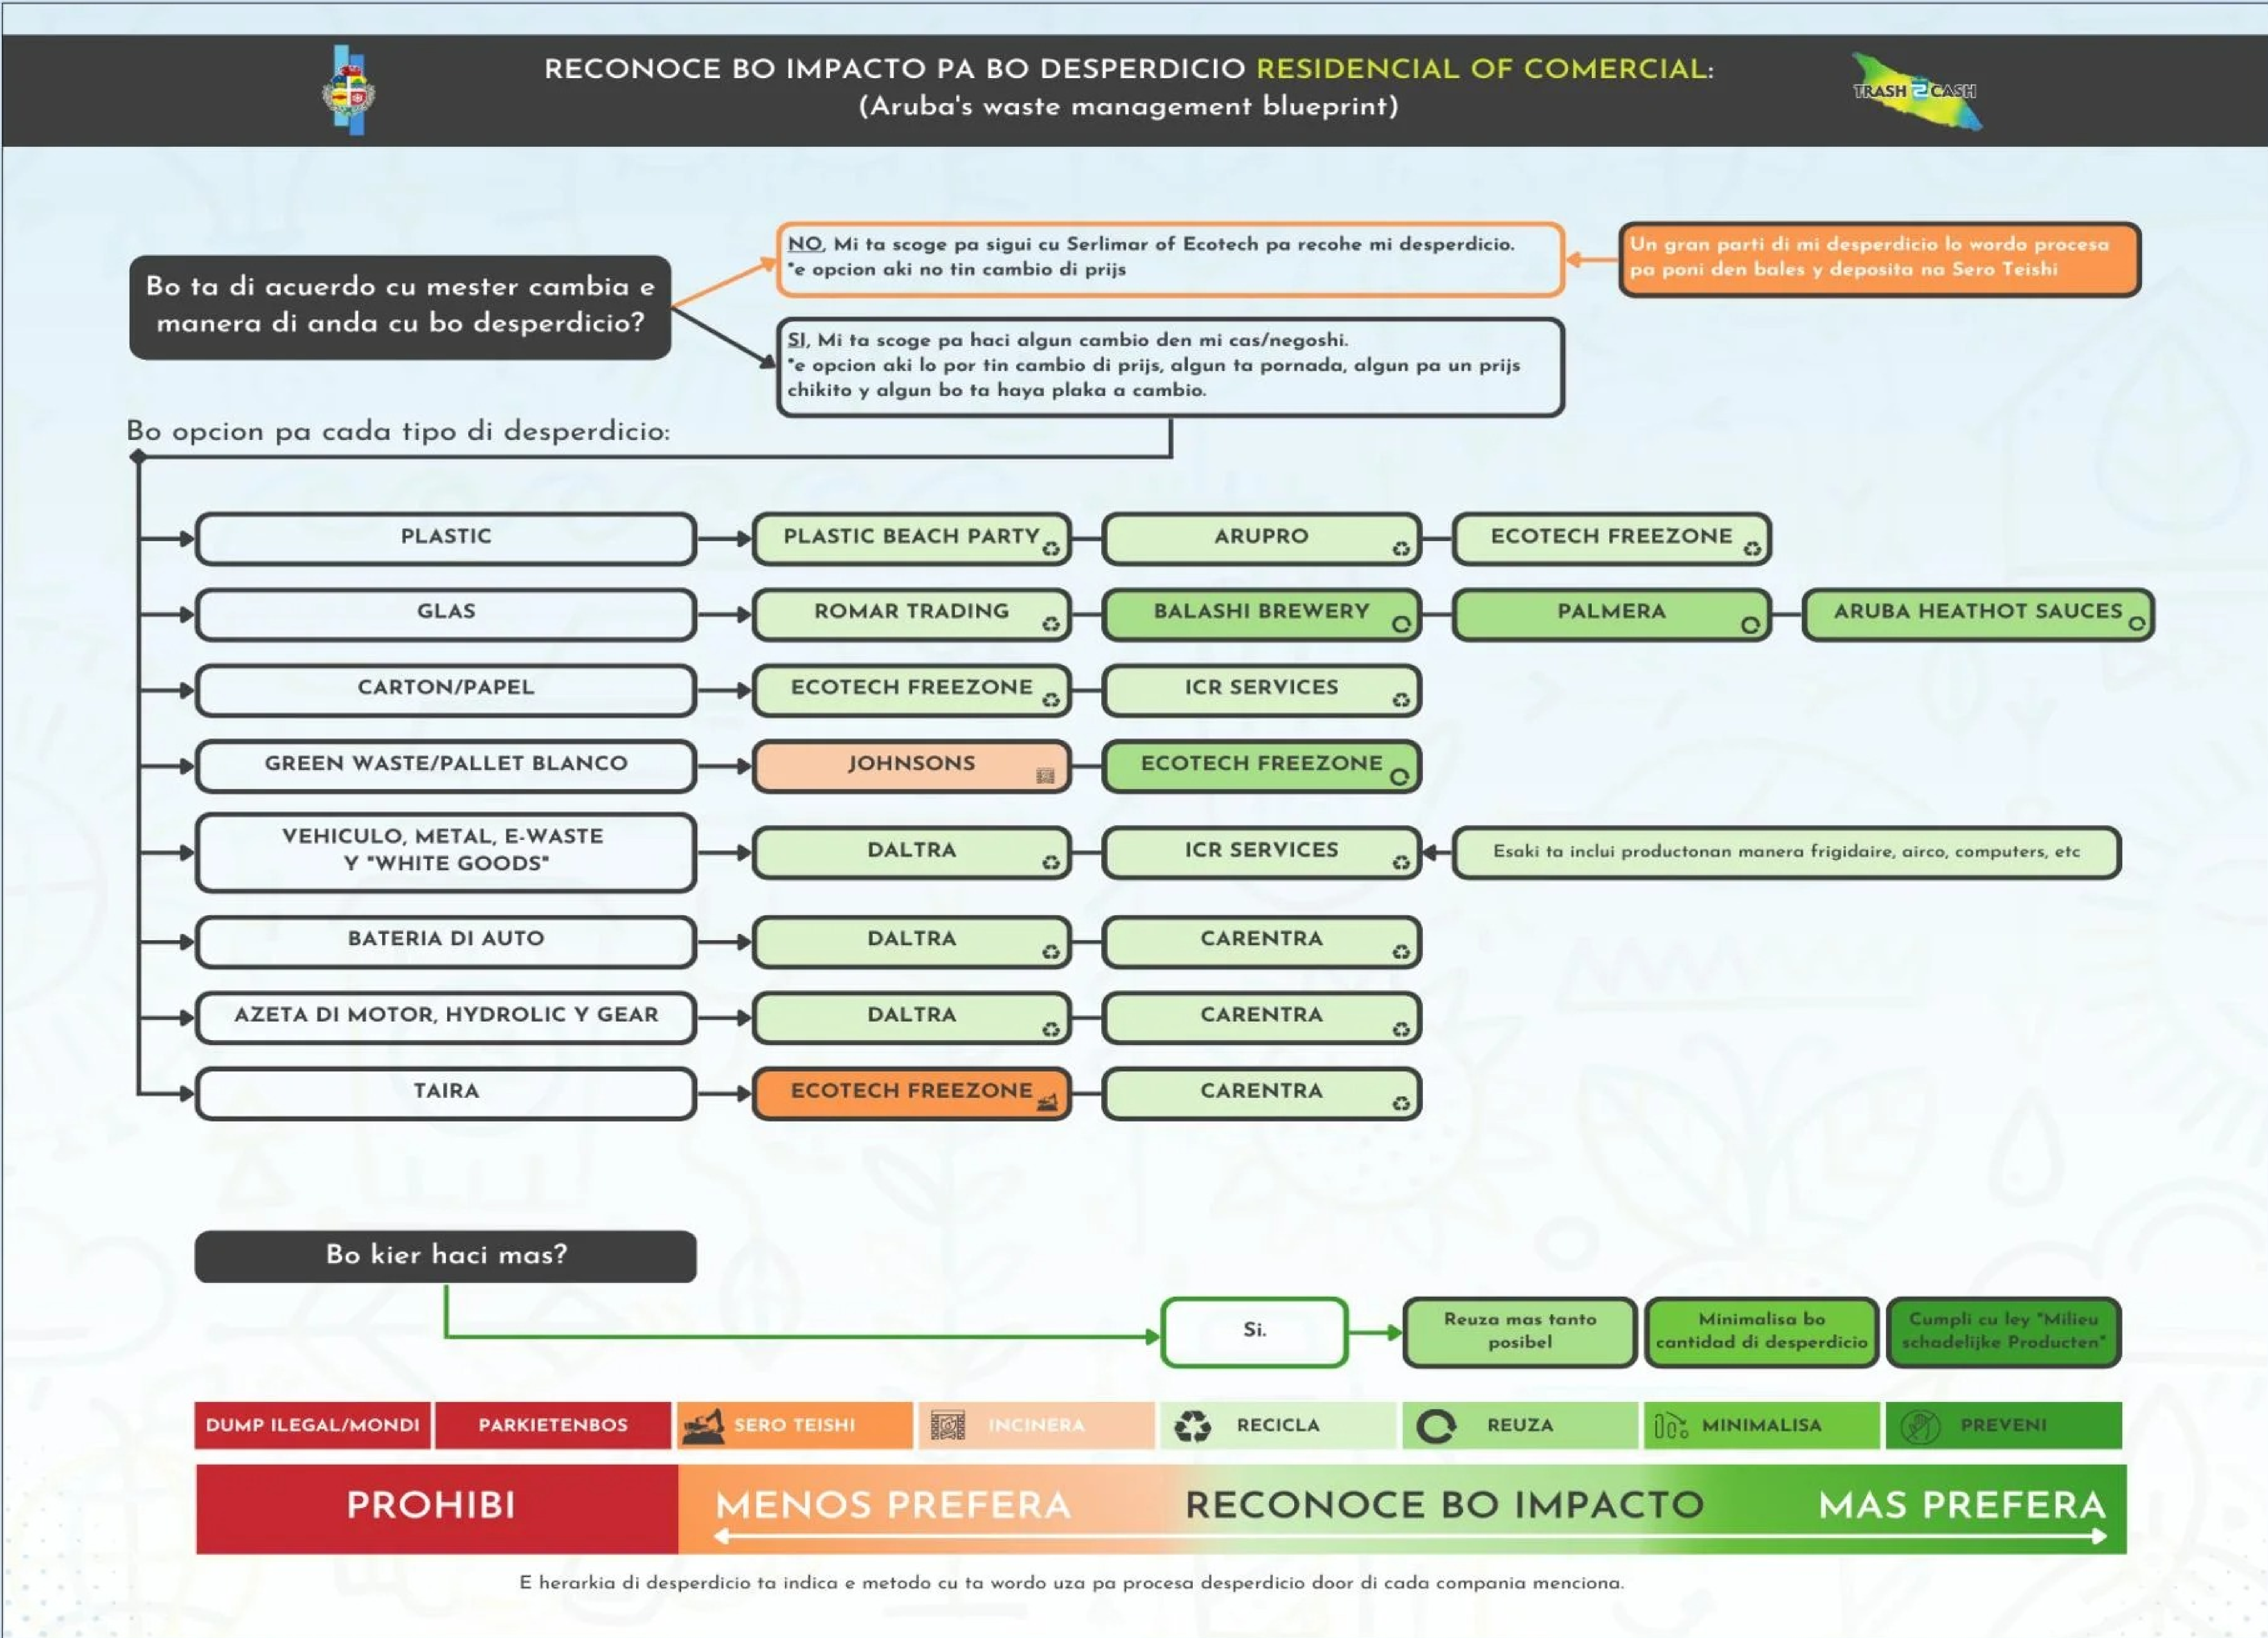 RECONOCE BO IMPACTO PA BO DESPERDICIO RESIDENCIAL OF COMERCIAL:
(Aruba's waste management blueprint)
TRASH 2 CASH
Bo ta di acuerdo cu mester cambia e
manera di anda cu bo desperdicio?
NO, Mi ta scoge pa sigui cu Serlimar of Ecotech pa recohe mi desperdicio.
*e opcion aki no tin cambio di prijs
Un gran parti di mi desperdicio lo wordo procesa
pa poni den bales y deposita na Sero Teishi
SI, Mi ta scoge pa haci algun cambio den mi cas/negoshi.
*e opcion aki lo por tin cambio di prijs, algun ta pornada, algun pa un prijs
chikito y algun bo ta haya plaka a cambio.
Bo opcion pa cada tipo di desperdicio:
PLASTIC
PLASTIC BEACH PARTY
ARUPRO
ECOTECH FREEZONE
GLAS
ROMAR TRADING
BALASHI BREWERY
PALMERA
ARUBA HEATHOT SAUCES
CARTON/PAPEL
ECOTECH FREEZONE
ICR SERVICES
GREEN WASTE/PALLET BLANCO
JOHNSONS
ECOTECH FREEZONE
VEHICULO, METAL, E-WASTE
Y "WHITE GOODS"
DALTRA
ICR SERVICES
Esaki ta inclui productonan manera frigidaire, airco, computers, etc
BATERIA DI AUTO
DALTRA
CARENTRA
AZETA DI MOTOR, HYDROLIC Y GEAR
DALTRA
CARENTRA
TAIRA
ECOTECH FREEZONE
CARENTRA
Bo kier haci mas?
Si.
Reuza mas tanto
posibel
Minimalisa bo
cantidad di desperdicio
Cumpli cu ley "Milieu
schadelijke Producten"
DUMP ILEGAL/MONDI
PARKIETENBOS
SERO TEISHI
INCINERA
RECICLA
REUZA
MINIMALISA
PREVENI
PROHIBI
MENOS PREFERA
RECONOCE BO IMPACTO
MAS PREFERA
E herarkia di desperdicio ta indica e metodo cu ta wordo uza pa procesa desperdicio door di cada compania menciona.